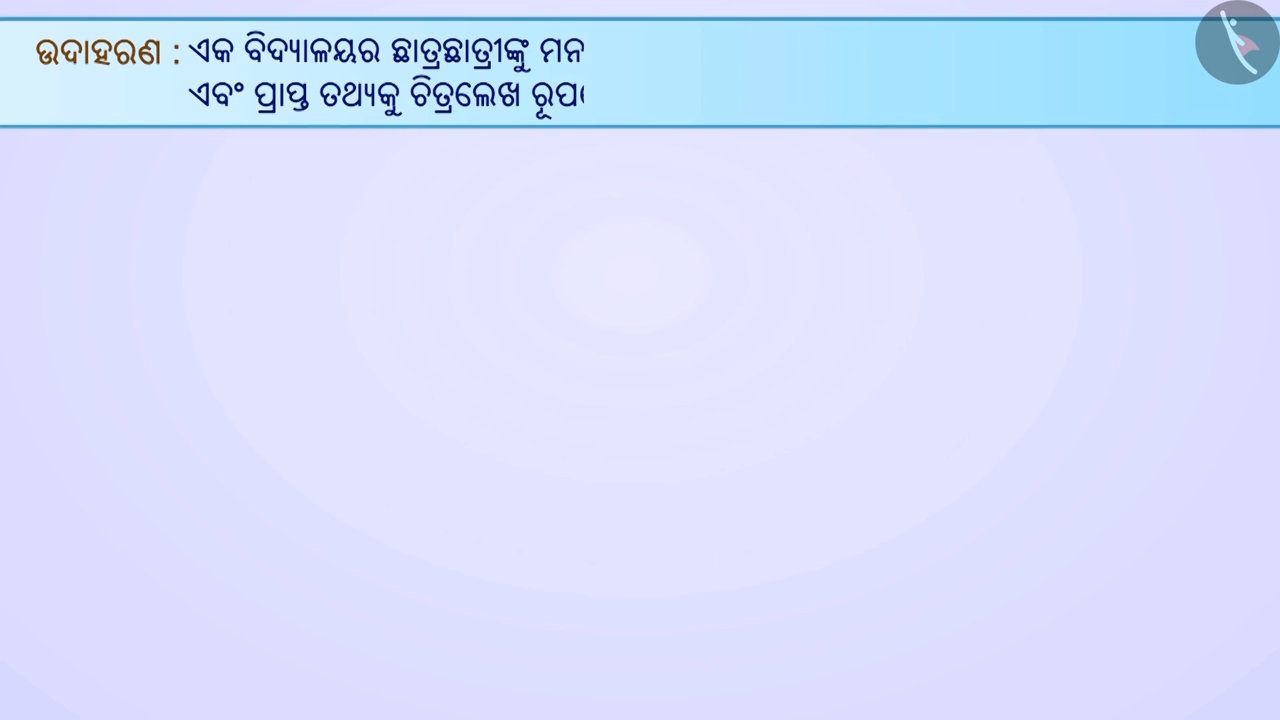 ଉଦାହରଣ : ଏକ ବିଦ୍ୟାଳୟର ଛାତ୍ରଛାତ୍ରୀଙ୍କୁ ମନ
ଏବଂ ପ୍ରାପ୍ତ ତଥ୍ୟକୁ ଚିତ୍ରଲେଖ ରୂପ